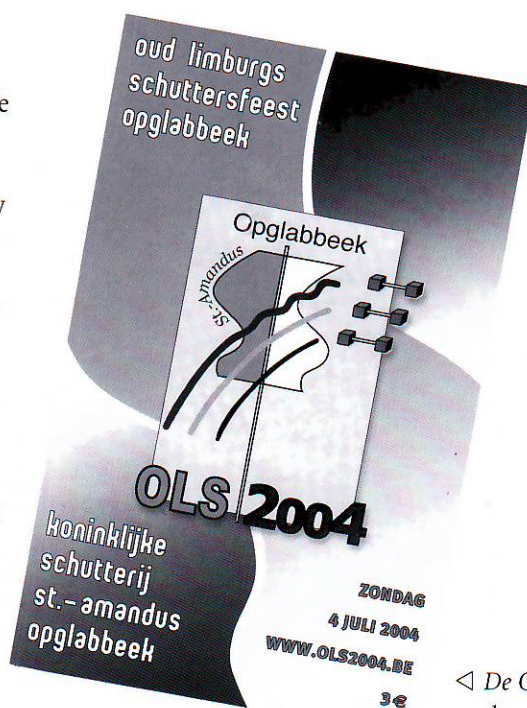 oud limburgs
schuttersfeest
opglabbeek
Opglabbeek
St.-Amandus
OLS 2004
koninklijke
schutterij
st.-amandus
opglabbeek
ZONDAG
4 JULI 2004
WWW.OLS2004.BE
3 €
◁ De